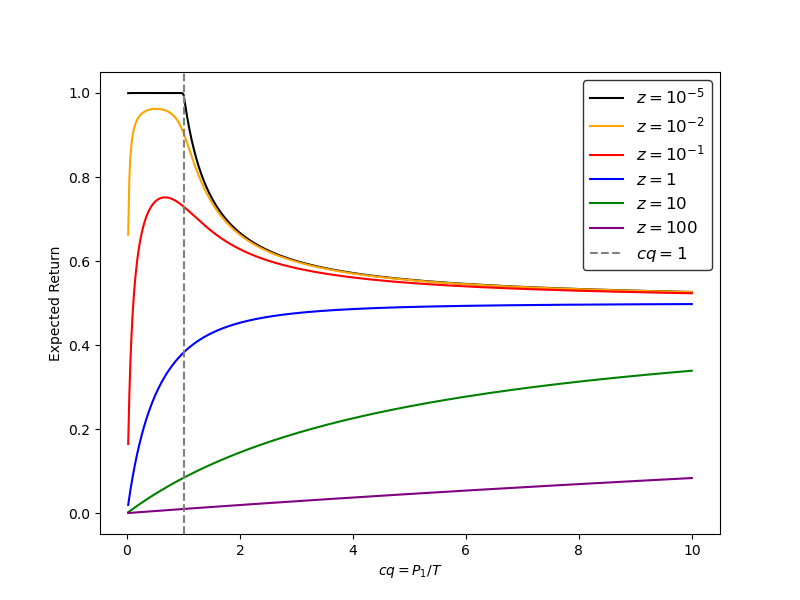 1.0
0.8
0.6
0.4
0.2
0.0
Expected Return
0 2 4 6 8 10
cq = P₁/T
z = 10⁻⁵
z = 10⁻²
z = 10⁻¹
z = 1
z = 10
z = 100
cq = 1